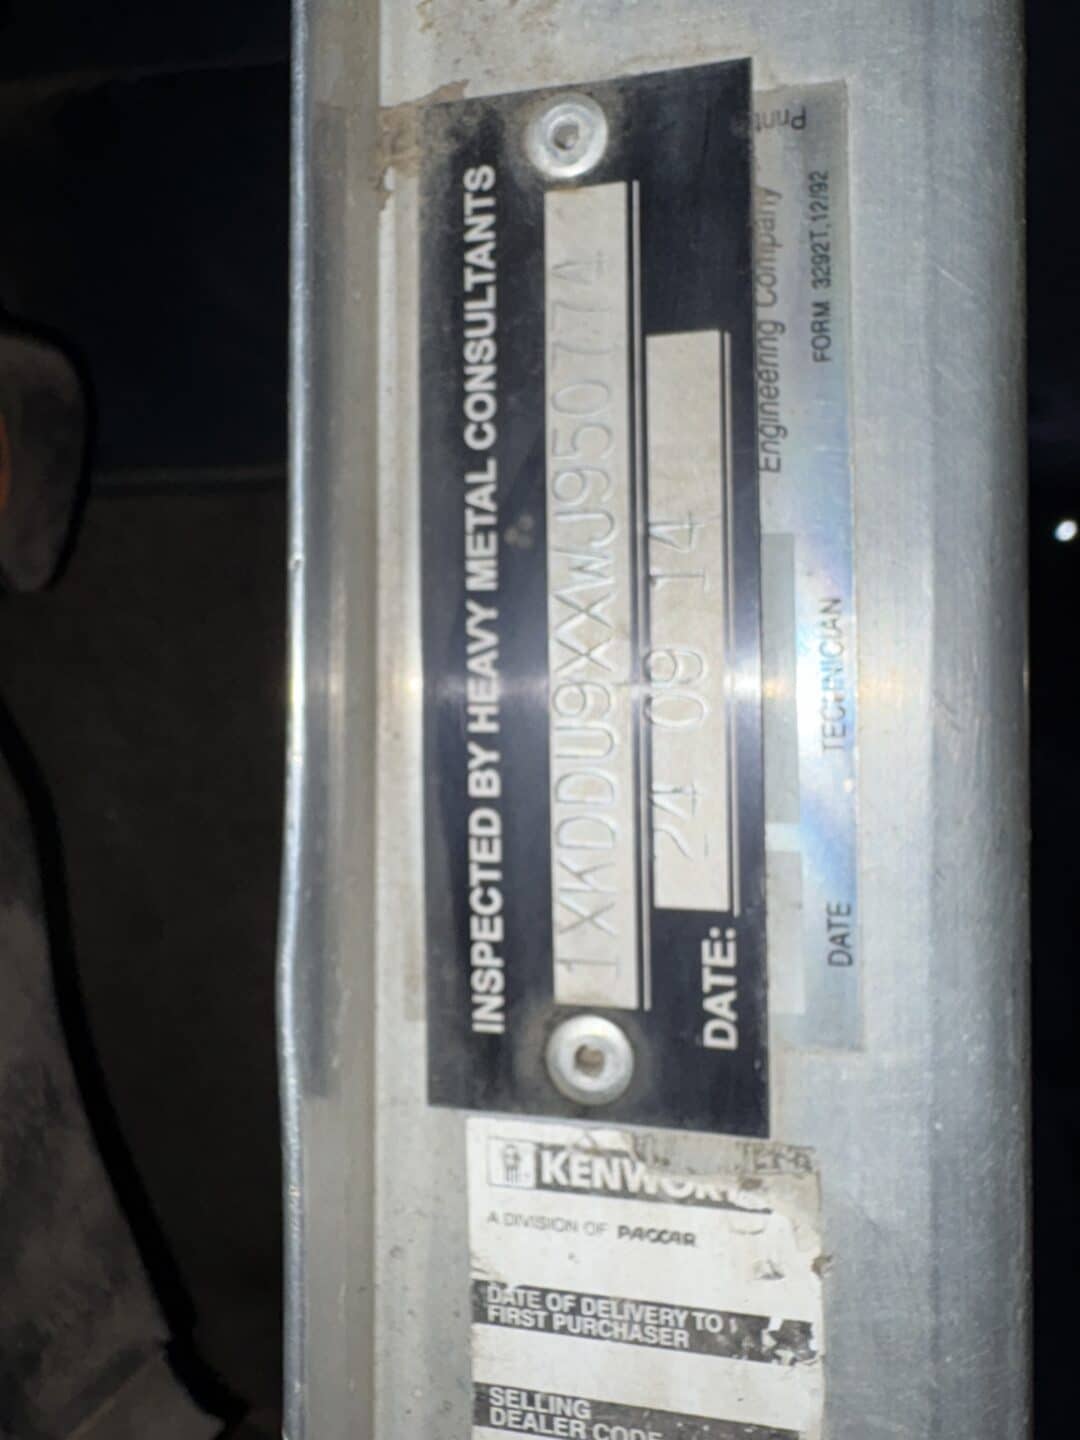 INSPECTED BY HEAVY METAL CONSULTANTS
1XKDDU9XXWJ950774
DATE: 24 09 14
Engineering Company
FORM 3292T,12/92
DATE TECHNICIAN
KENWORTH
A DIVISION OF PACCAR
DATE OF DELIVERY TO
FIRST PURCHASER
SELLING
DEALER CODE